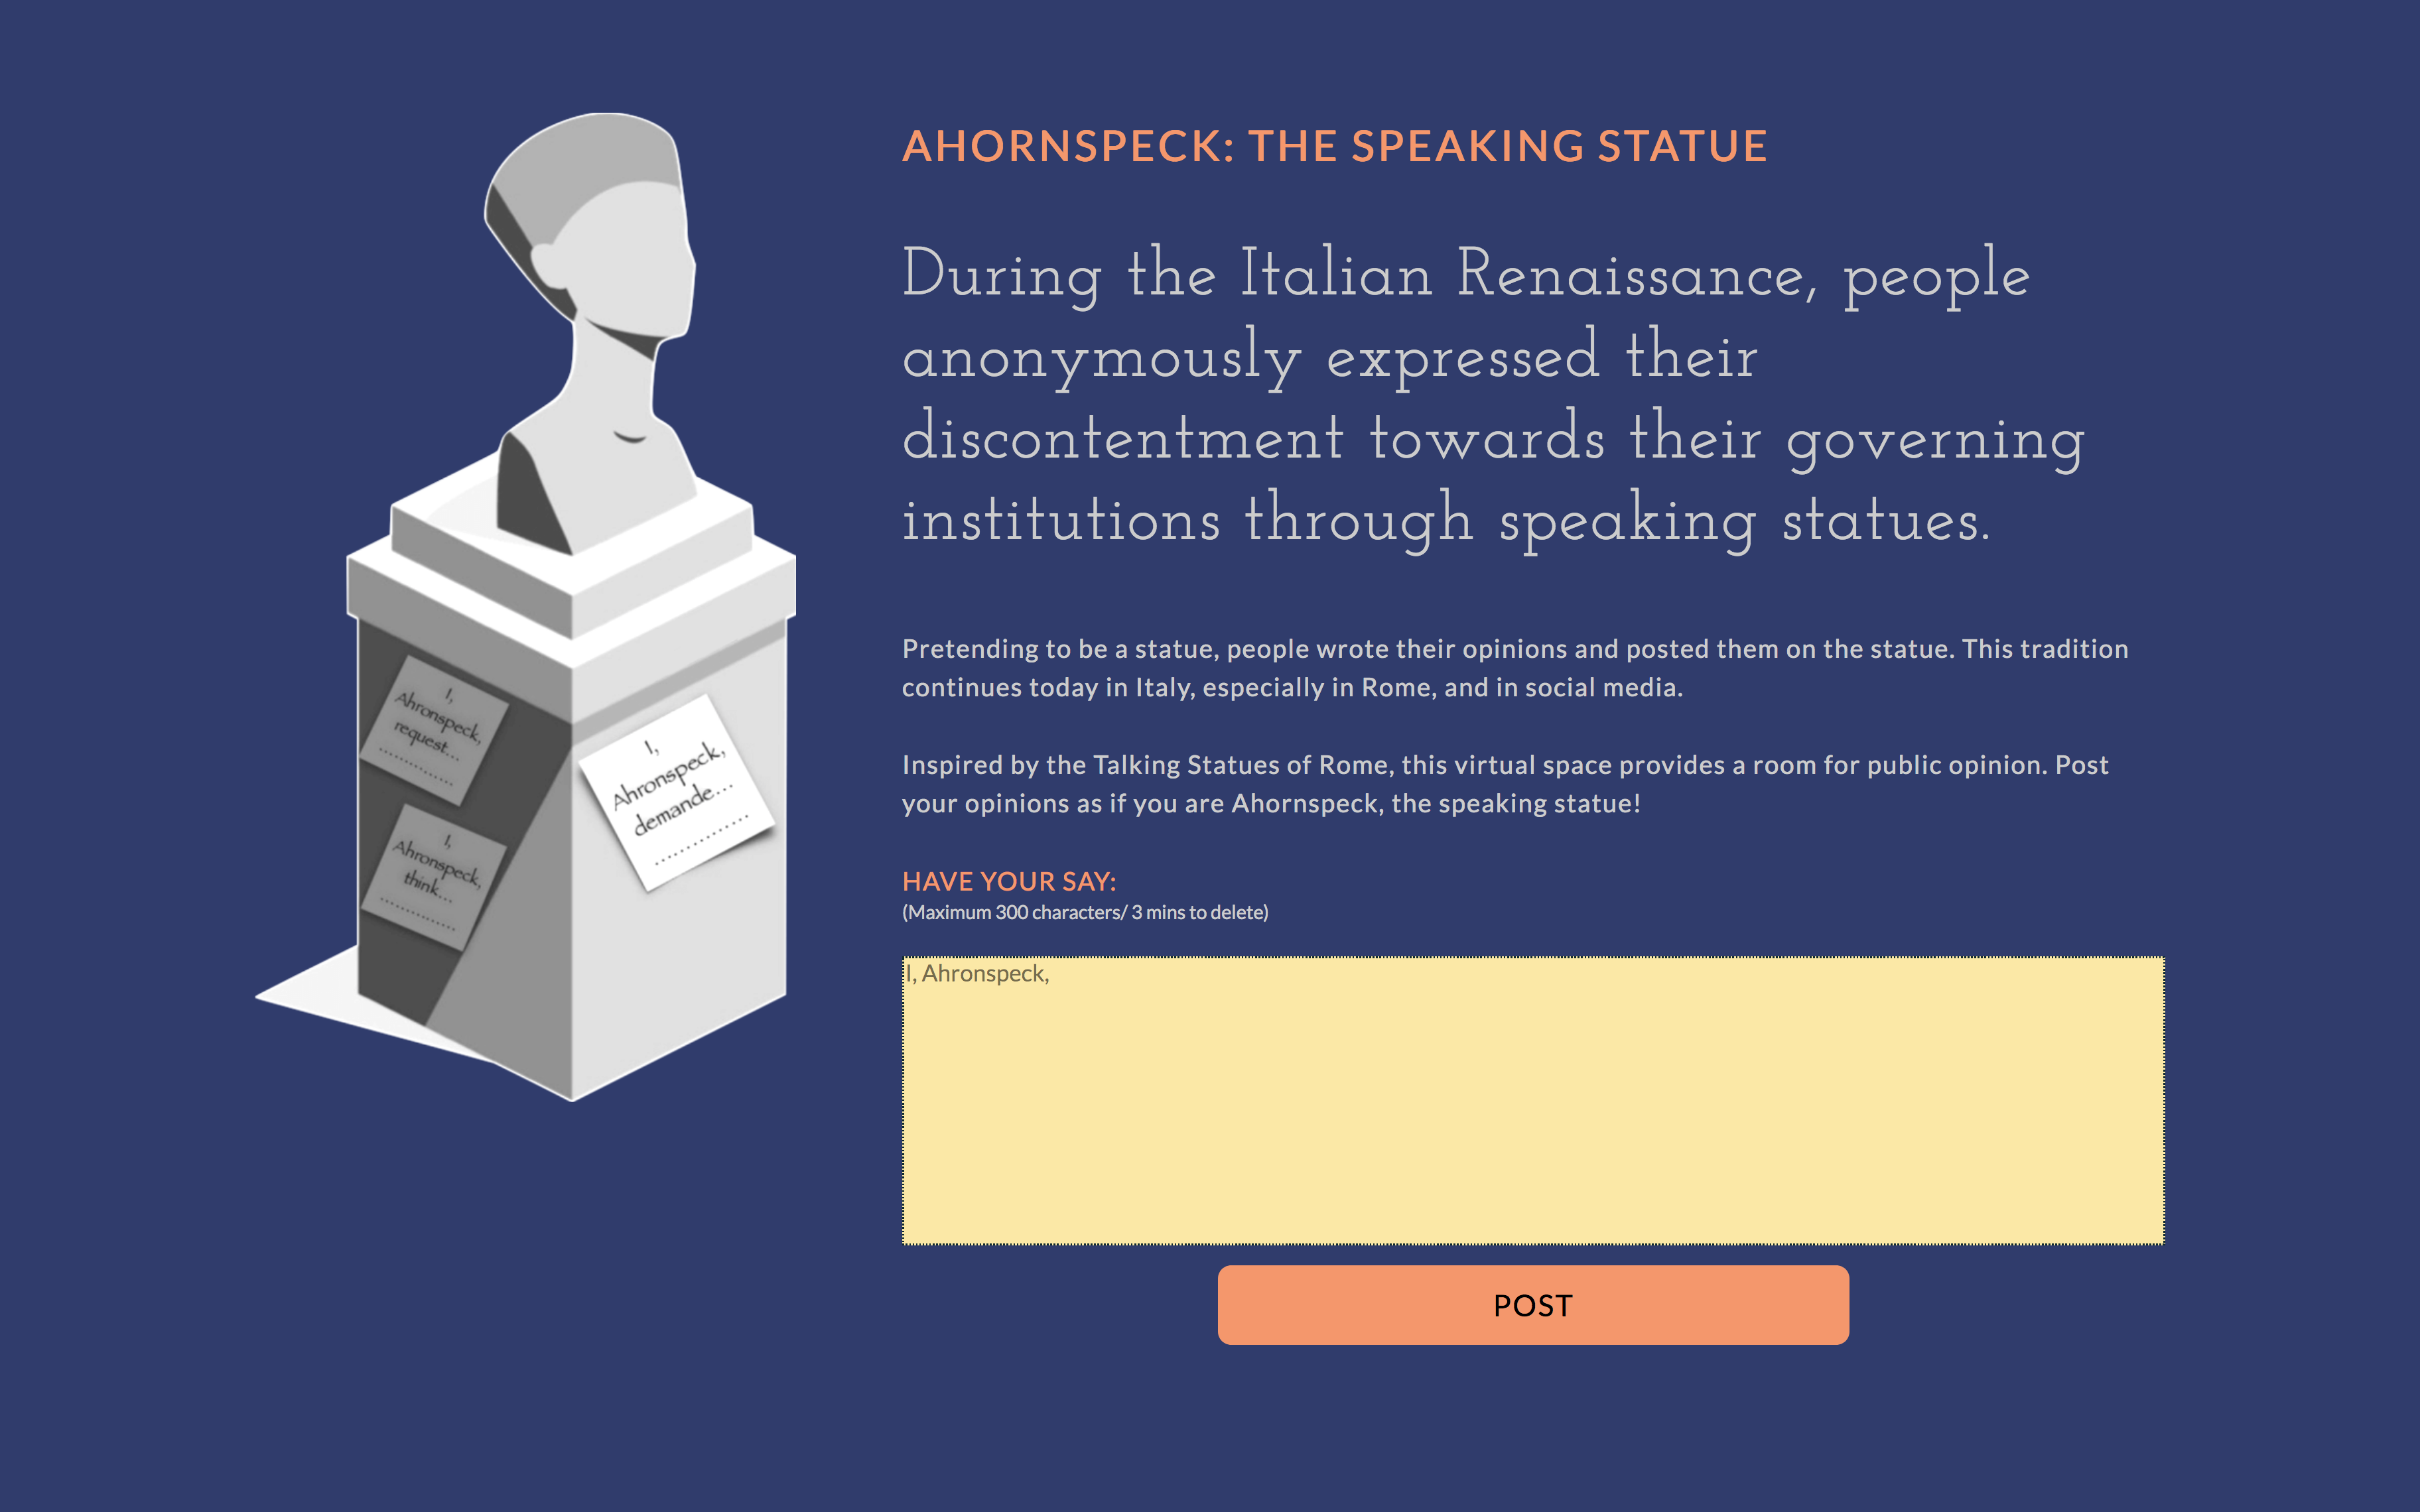 AHORNSPECK: THE SPEAKING STATUE
During the Italian Renaissance, people
anonymously expressed their
discontentment towards their governing
institutions through speaking statues.
Pretending to be a statue, people wrote their opinions and posted them on the statue. This tradition
continues today in Italy, especially in Rome, and in social media.
Inspired by the Talking Statues of Rome, this virtual space provides a room for public opinion. Post
your opinions as if you are Ahornspeck, the speaking statue!
HAVE YOUR SAY:
(Maximum 300 characters/ 3 mins to delete)
I, Ahronspeck,
POST
I,
Ahronspeck,
request...
..............
I,
Ahronspeck,
think...
..............
I,
Ahronspeck,
demande...
...............